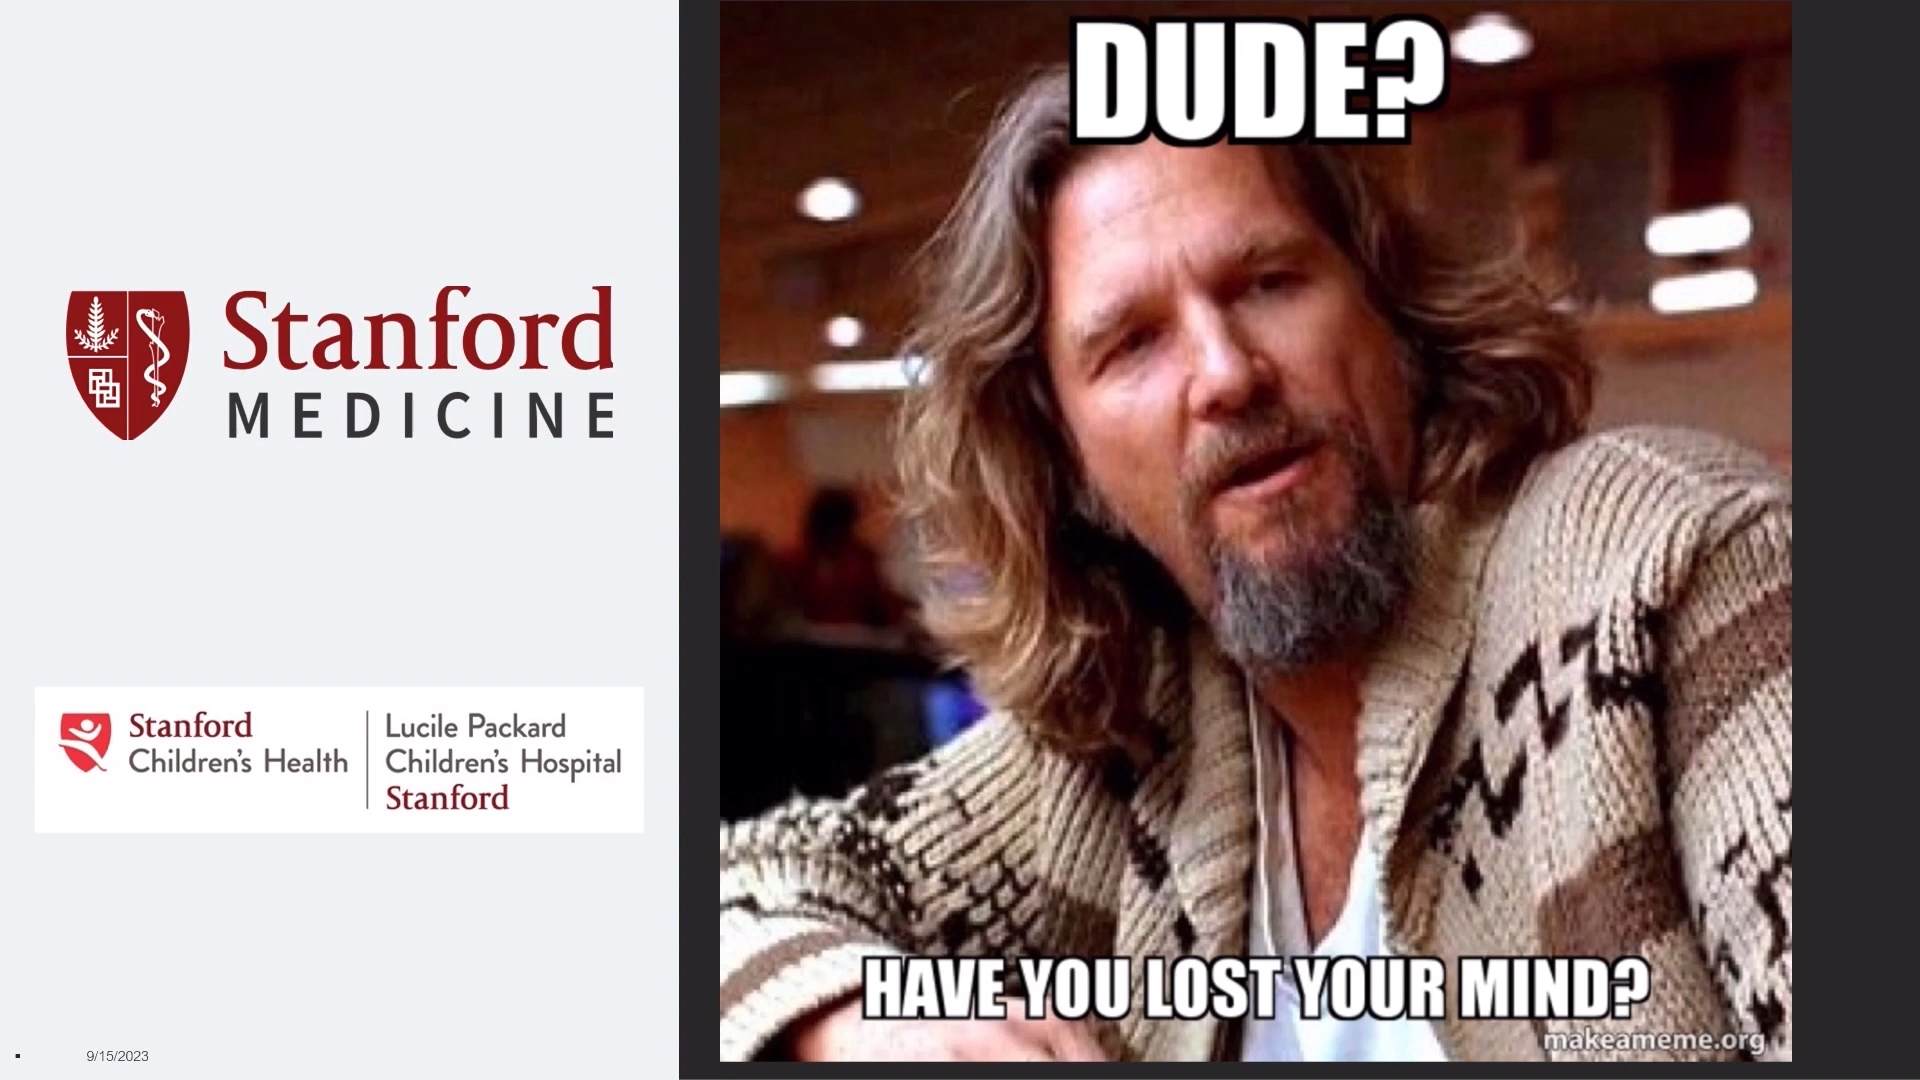 Stanford
MEDICINE
Stanford
Children's Health
Lucile Packard
Children's Hospital
Stanford
9/15/2023
DUDE?
HAVE YOU LOST YOUR MIND?
makeameme.org